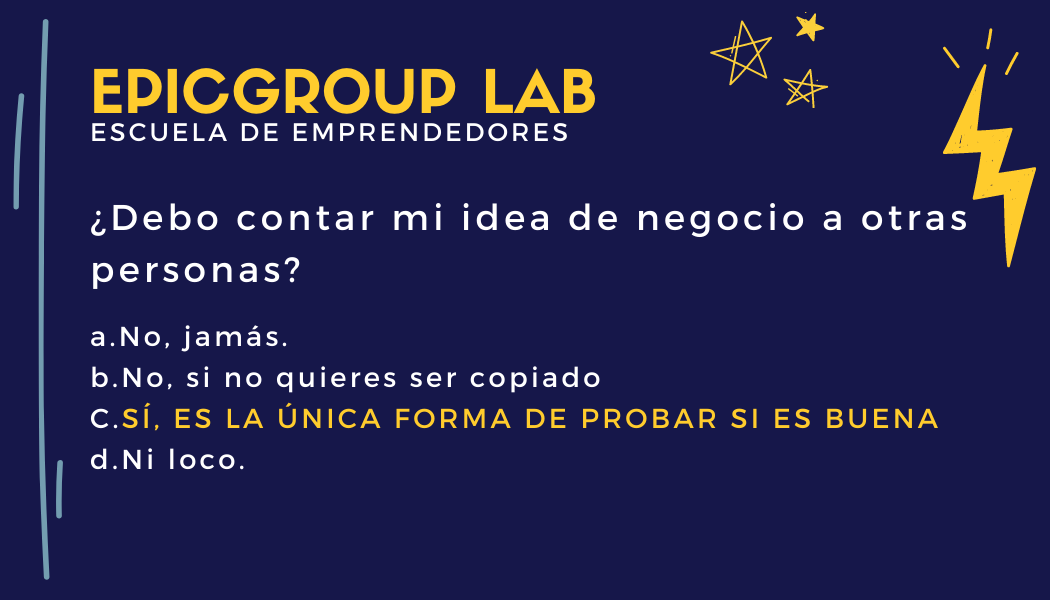 EPICGROUP LAB
ESCUELA DE EMPRENDEDORES
¿Debo contar mi idea de negocio a otras
personas?
a.No, jamás.
b.No, si no quieres ser copiado
C.SÍ, ES LA ÚNICA FORMA DE PROBAR SI ES BUENA
d.Ni loco.